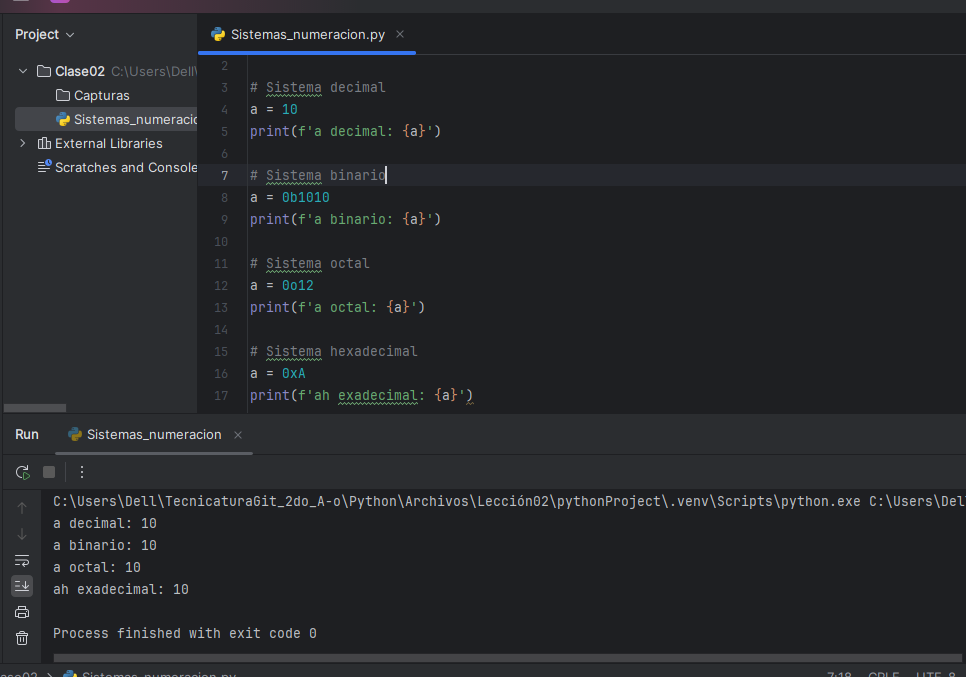 Project
Sistemas_numeracion.py
Clase02 C:\Users\Dell\
Capturas
Sistemas_numeracio
External Libraries
Scratches and Console
2
3 # Sistema decimal
4 a = 10
5 print(f'a decimal: {a}')
6
7 # Sistema binario
8 a = 0b1010
9 print(f'a binario: {a}')
10
11 # Sistema octal
12 a = 0o12
13 print(f'a octal: {a}')
14
15 # Sistema hexadecimal
16 a = 0xA
17 print(f'ah exadecimal: {a}')
Run Sistemas_numeracion
C:\Users\Dell\TecnicaturaGit_2do_A-o\Python\Archivos\Lección02\pythonProject\.venv\Scripts\python.exe C:\Users\Del
a decimal: 10
a binario: 10
a octal: 10
ah exadecimal: 10
Process finished with exit code 0
Sistemas_numeracion.py 7:18 CRLF UTF-8